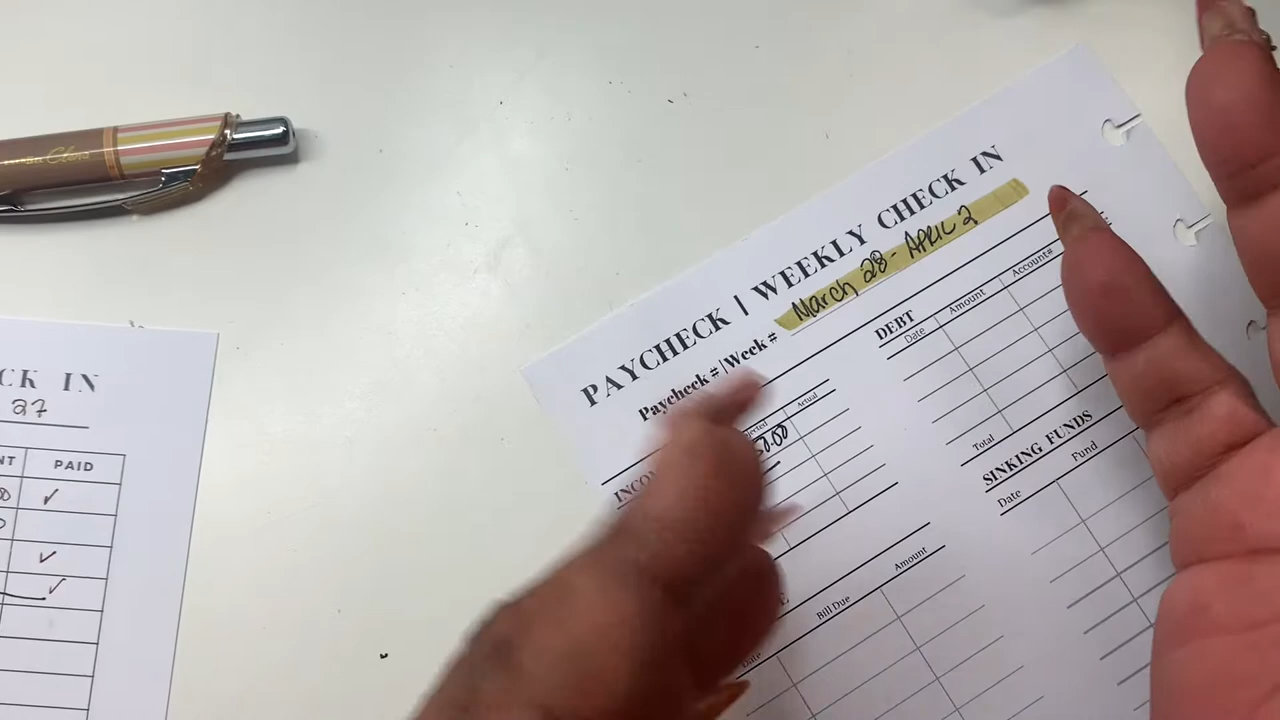 CK IN
27
NT
PAID
PAYCHECK | WEEKLY CHECK IN
Paycheck # |Week #
March 28 - APRIL 2
Actual
DEBT
Date
Amount
Account#
Total
SINKING FUNDS
Date
Fund
Bill Due
Amount
Date